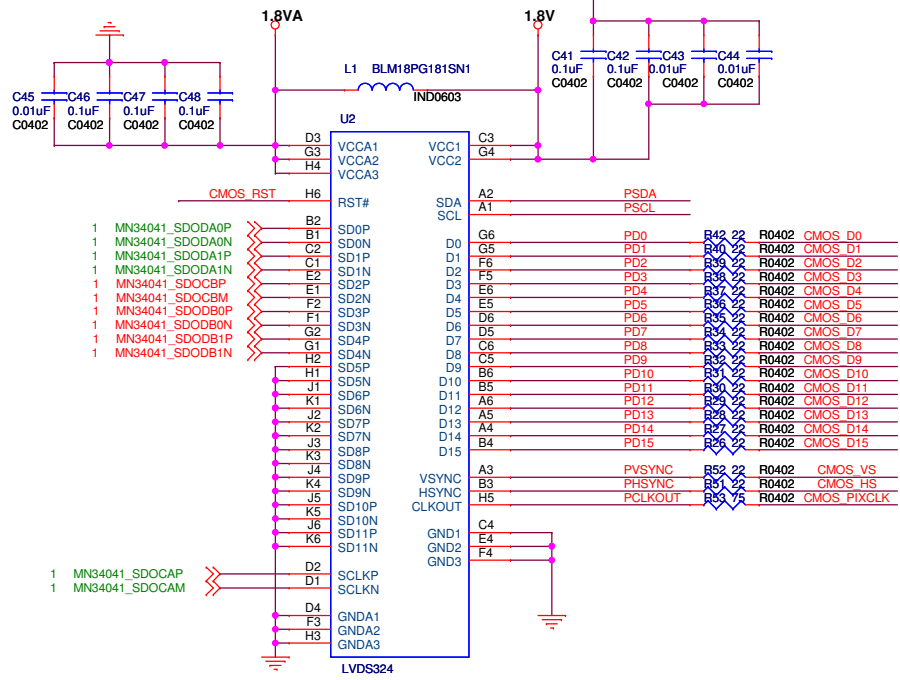 1.8VA 1.8V
L1 BLM18PG181SN1
IND0603
C45 C46 C47 C48
0.01uF 0.1uF 0.1uF 0.1uF
C0402 C0402 C0402 C0402
C41 C42 C43 C44
0.1uF 0.1uF 0.01uF 0.01uF
C0402 C0402 C0402 C0402
U2
D3 VCCA1 VCC1 C3
G3 VCCA2 VCC2 G4
H4 VCCA3
CMOS_RST H6 RST# SDA A2 PSDA
SCL A1 PSCL
1 MN34041_SDODA0P B2 SD0P
1 MN34041_SDODA0N B1 SD0N D0 G6 PD0 R42 22 R0402 CMOS_D0
1 MN34041_SDODA1P C2 SD1P D1 G5 PD1 R40 22 R0402 CMOS_D1
1 MN34041_SDODA1N C1 SD1N D2 F6 PD2 R39 22 R0402 CMOS_D2
1 MN34041_SDOCBP E2 SD2P D3 F5 PD3 R38 22 R0402 CMOS_D3
1 MN34041_SDOCBM E1 SD2N D4 E6 PD4 R37 22 R0402 CMOS_D4
1 MN34041_SDODB0P F2 SD3P D5 E5 PD5 R36 22 R0402 CMOS_D5
1 MN34041_SDODB0N F1 SD3N D6 D6 PD6 R35 22 R0402 CMOS_D6
1 MN34041_SDODB1P G2 SD4P D7 D5 PD7 R34 22 R0402 CMOS_D7
1 MN34041_SDODB1N G1 SD4N D8 C6 PD8 R33 22 R0402 CMOS_D8
H2 SD5P D9 C5 PD9 R32 22 R0402 CMOS_D9
H1 SD5N D10 B6 PD10 R31 22 R0402 CMOS_D10
J1 SD6P D11 B5 PD11 R30 22 R0402 CMOS_D11
K1 SD6N D12 A6 PD12 R29 22 R0402 CMOS_D12
J2 SD7P D13 A5 PD13 R28 22 R0402 CMOS_D13
K2 SD7N D14 A4 PD14 R27 22 R0402 CMOS_D14
J3 SD8P D15 B4 PD15 R26 22 R0402 CMOS_D15
K3 SD8N
J4 SD9P VSYNC A3 PVSYNC R52 22 R0402 CMOS_VS
K4 SD9N HSYNC B3 PHSYNC R51 22 R0402 CMOS_HS
J5 SD10P CLKOUT H5 PCLKOUT R53 75 R0402 CMOS_PIXCLK
K5 SD10N
J6 SD11P GND1 C4
K6 SD11N GND2 E4
GND3 F4
1 MN34041_SDOCAP D2 SCLKP
1 MN34041_SDOCAM D1 SCLKN
D4 GNDA1
F3 GNDA2
H3 GNDA3
LVDS324